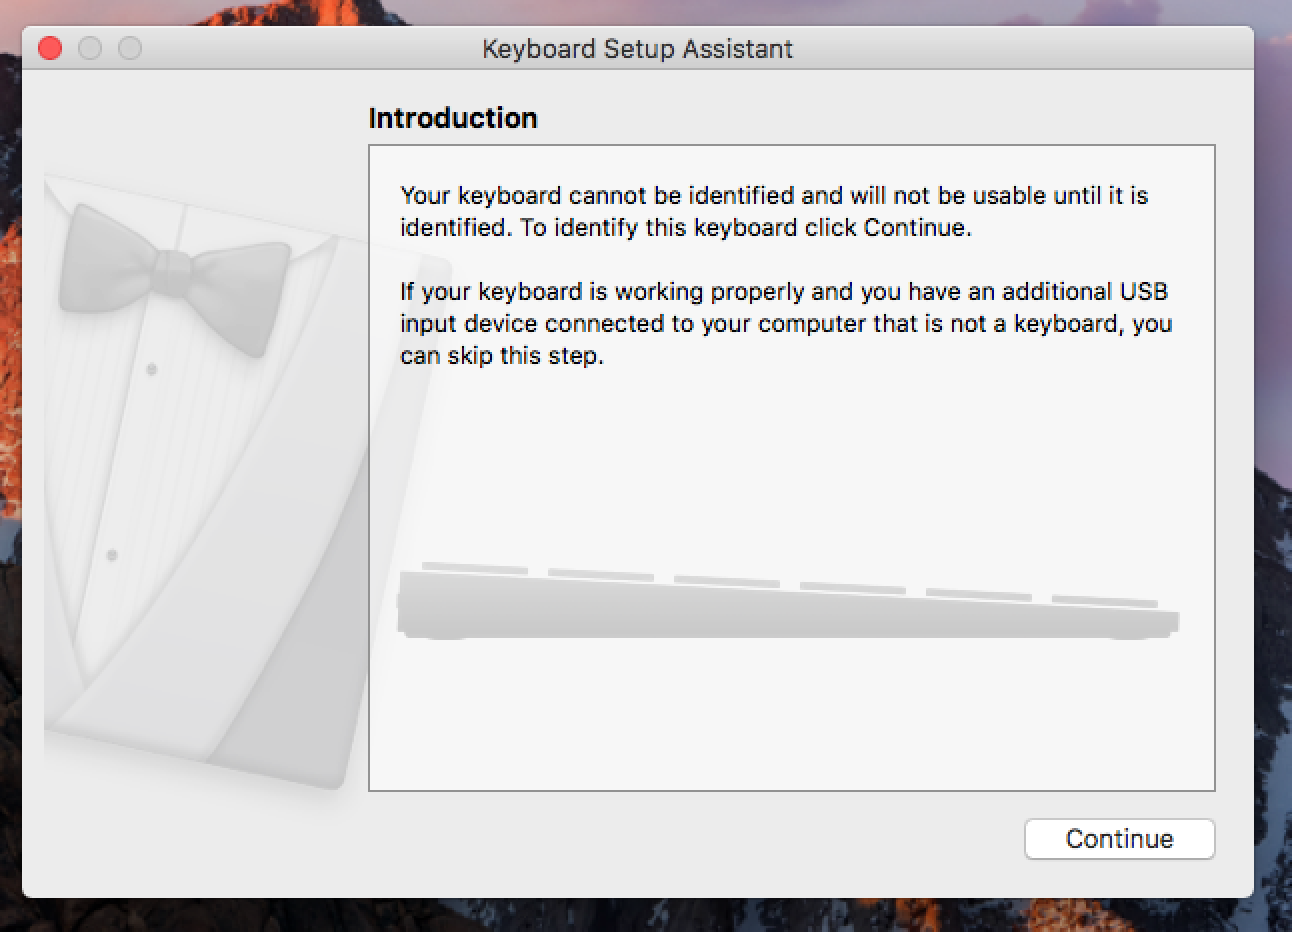 Keyboard Setup Assistant
Introduction
Your keyboard cannot be identified and will not be usable until it is
identified. To identify this keyboard click Continue.
If your keyboard is working properly and you have an additional USB
input device connected to your computer that is not a keyboard, you
can skip this step.
Continue